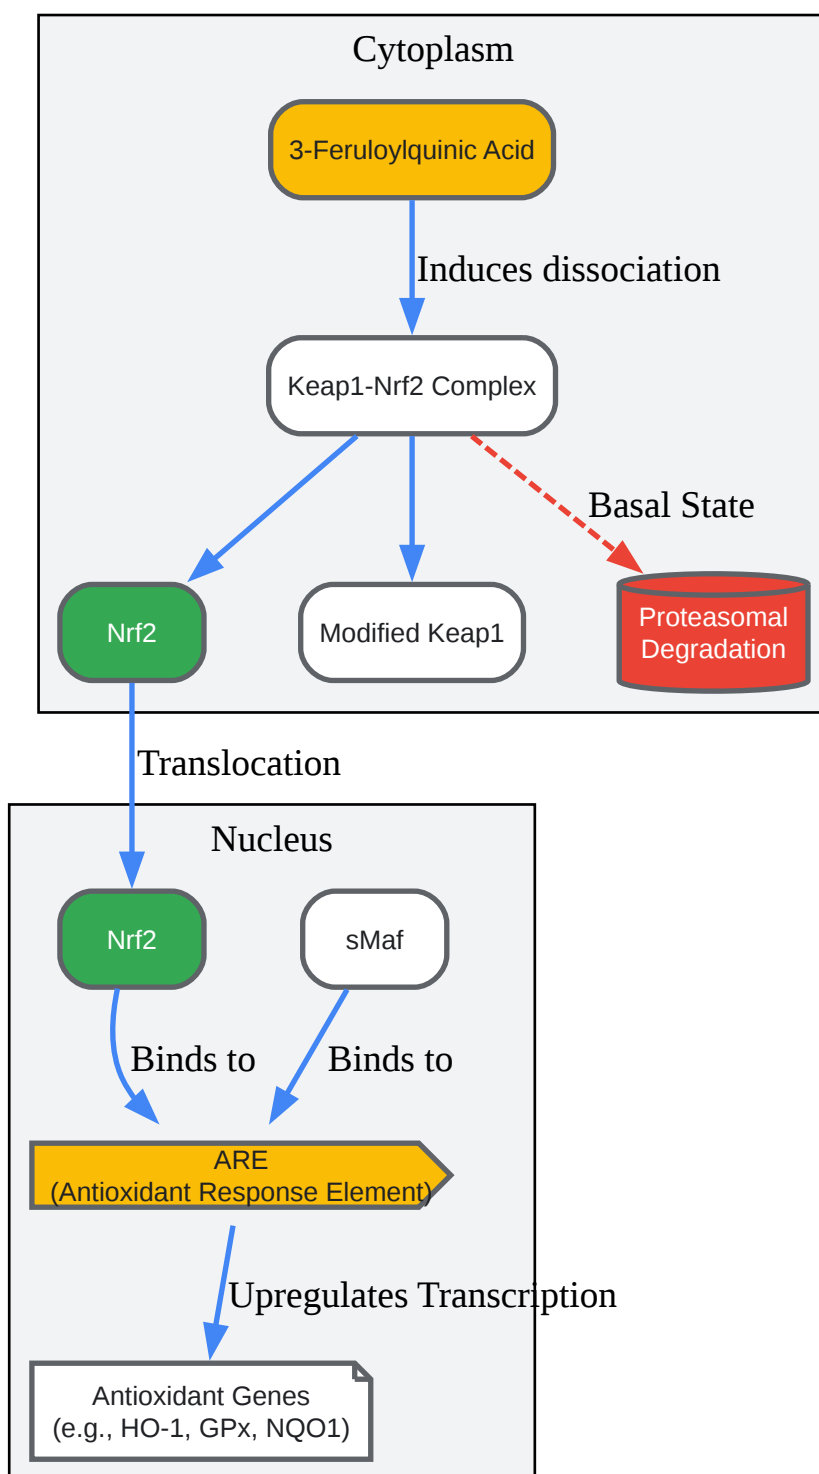 Cytoplasm
3-Feruloylquinic Acid
Induces dissociation
Keap1-Nrf2 Complex
Basal State
Nrf2
Modified Keap1
Proteasomal
Degradation
Translocation
Nucleus
Nrf2
sMaf
Binds to
Binds to
ARE
(Antioxidant Response Element)
Upregulates Transcription
Antioxidant Genes
(e.g., HO-1, GPx, NQO1)